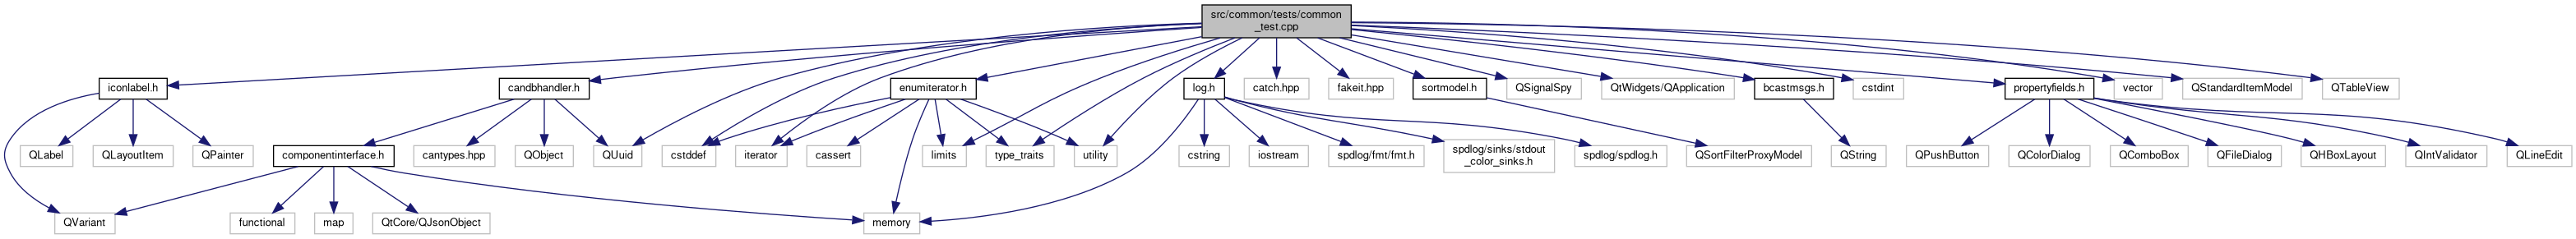 src/common/tests/common
_test.cpp
iconlabel.h
candbhandler.h
enumiterator.h
log.h
catch.hpp
fakeit.hpp
sortmodel.h
QSignalSpy
QtWidgets/QApplication
bcastmsgs.h
cstdint
propertyfields.h
vector
QStandardItemModel
QTableView
QLabel
QLayoutItem
QPainter
componentinterface.h
cantypes.hpp
QObject
QUuid
cstddef
iterator
cassert
limits
type_traits
utility
cstring
iostream
spdlog/fmt/fmt.h
spdlog/sinks/stdout
_color_sinks.h
spdlog/spdlog.h
QSortFilterProxyModel
QString
QPushButton
QColorDialog
QComboBox
QFileDialog
QHBoxLayout
QIntValidator
QLineEdit
QVariant
functional
map
QtCore/QJsonObject
memory